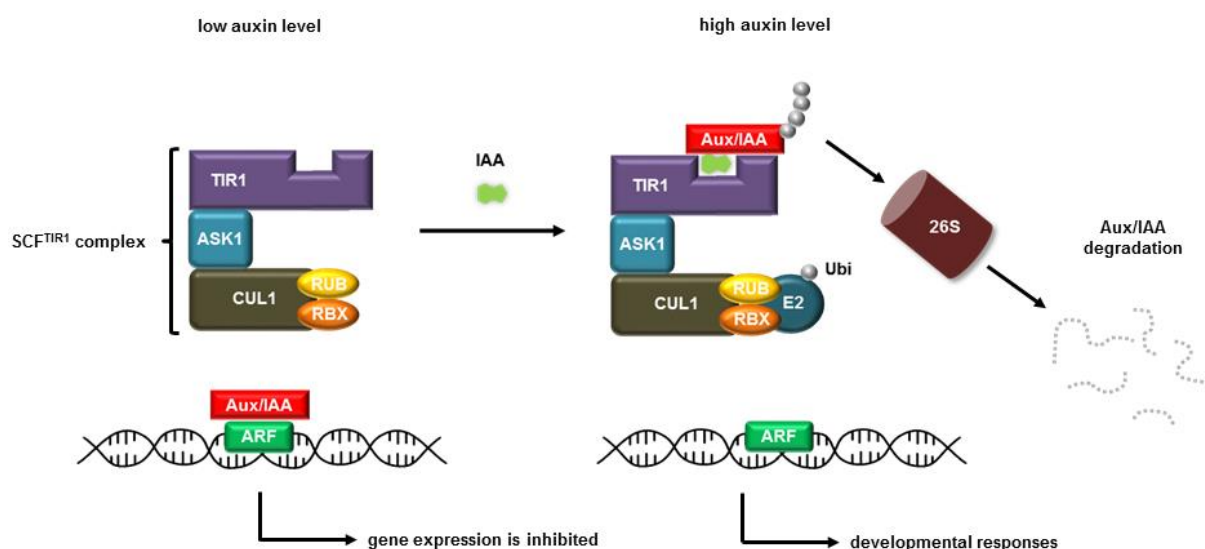 low auxin level
high auxin level
Aux/IAA
IAA
TIR1
TIR1
SCFTIR1 complex
ASK1
ASK1
26S
Aux/IAA
degradation
CUL1
RUB
RBX
CUL1
RUB
RBX
E2
Ubi
Aux/IAA
ARF
ARF
gene expression is inhibited
developmental responses